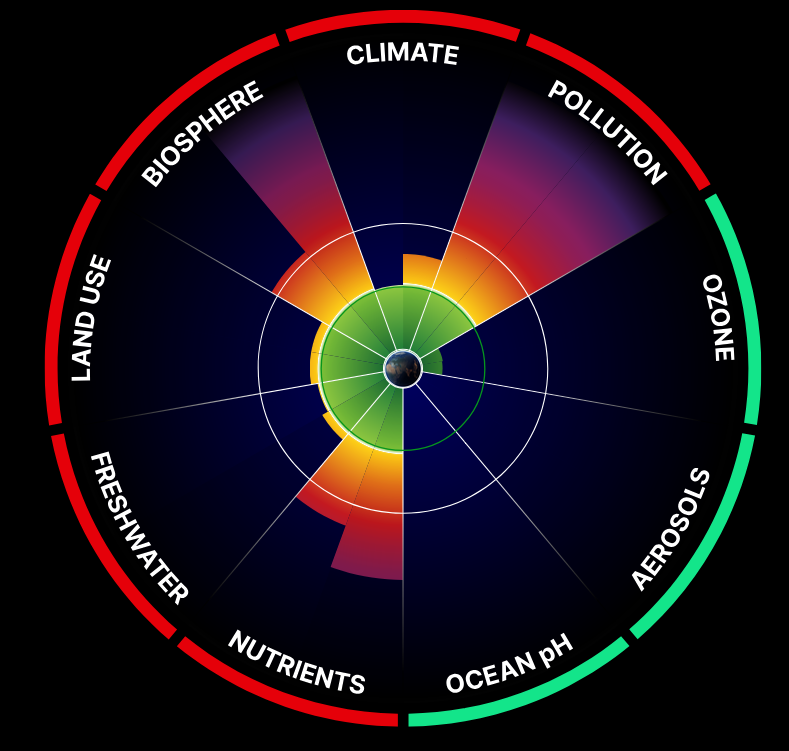 CLIMATE
POLLUTION
OZONE
AEROSOLS
OCEAN pH
NUTRIENTS
FRESHWATER
LAND USE
BIOSPHERE